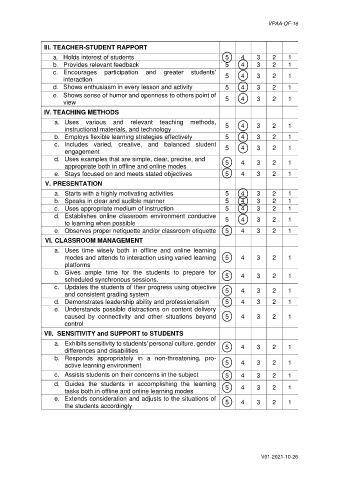 VPAA-QF-16
III. TEACHER-STUDENT RAPPORT
a. Holds interest of students 5 4 3 2 1
b. Provides relevant feedback 5 4 3 2 1
c. Encourages participation and greater students'
interaction 5 4 3 2 1
d. Shows enthusiasm in every lesson and activity 5 4 3 2 1
e. Shows sense of humor and openness to others point of
view 5 4 3 2 1
IV. TEACHING METHODS
a. Uses various and relevant teaching methods,
instructional materials, and technology 5 4 3 2 1
b. Employs flexible learning strategies effectively 5 4 3 2 1
c. Includes varied, creative, and balanced student
engagement 5 4 3 2 1
d. Uses examples that are simple, clear, precise, and
appropriate both in offline and online modes 5 4 3 2 1
e. Stays focused on and meets stated objectives 5 4 3 2 1
V. PRESENTATION
a. Starts with a highly motivating activities 5 4 3 2 1
b. Speaks in clear and audible manner 5 4 3 2 1
c. Uses appropriate medium of instruction 5 4 3 2 1
d. Establishes online classroom environment conducive
to learning when possible 5 4 3 2 1
e. Observes proper netiquette and/or classroom etiquette 5 4 3 2 1
VI. CLASSROOM MANAGEMENT
a. Uses time wisely both in offline and online learning
modes and attends to interaction using varied learning 5 4 3 2 1
platforms
b. Gives ample time for the students to prepare for
scheduled synchronous sessions. 5 4 3 2 1
c. Updates the students of their progress using objective
and consistent grading system 5 4 3 2 1
d. Demonstrates leadership ability and professionalism 5 4 3 2 1
e. Understands possible distractions on content delivery
caused by connectivity and other situations beyond 5 4 3 2 1
control
VII. SENSITIVITY and SUPPORT to STUDENTS
a. Exhibits sensitivity to students' personal culture, gender
differences and disabilities 5 4 3 2 1
b. Responds appropriately in a non-threatening, pro-
active learning environment 5 4 3 2 1
c. Assists students on their concerns in the subject 5 4 3 2 1
d. Guides the students in accomplishing the learning
tasks both in offline and online learning modes 5 4 3 2 1
e. Extends consideration and adjusts to the situations of
the students accordingly 5 4 3 2 1
V01-2021-10-26